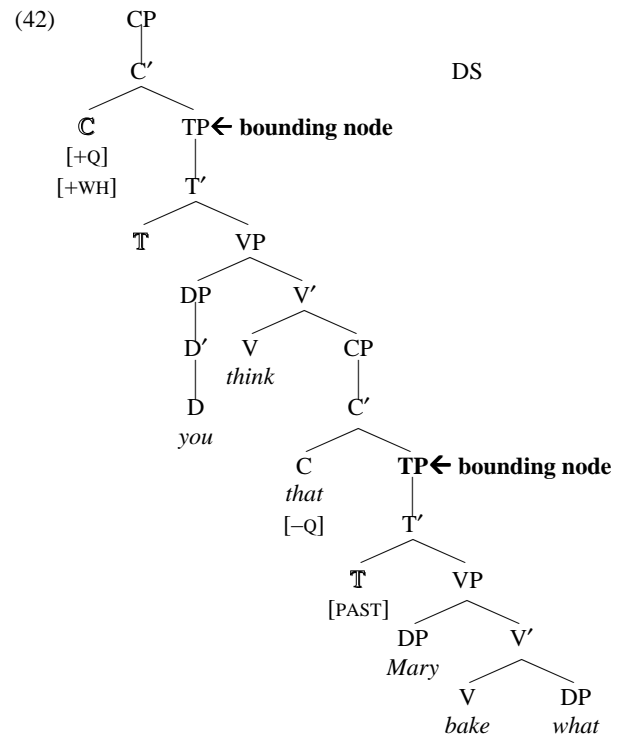 (42) CP
C′ DS
ℂ TP← bounding node
[+Q]
[+WH] T′
𝕋 VP
DP V′
D′ V CP
think
D C′
you
C TP← bounding node
that
[–Q] T′
𝕋 VP
[PAST]
DP V′
Mary
V DP
bake what